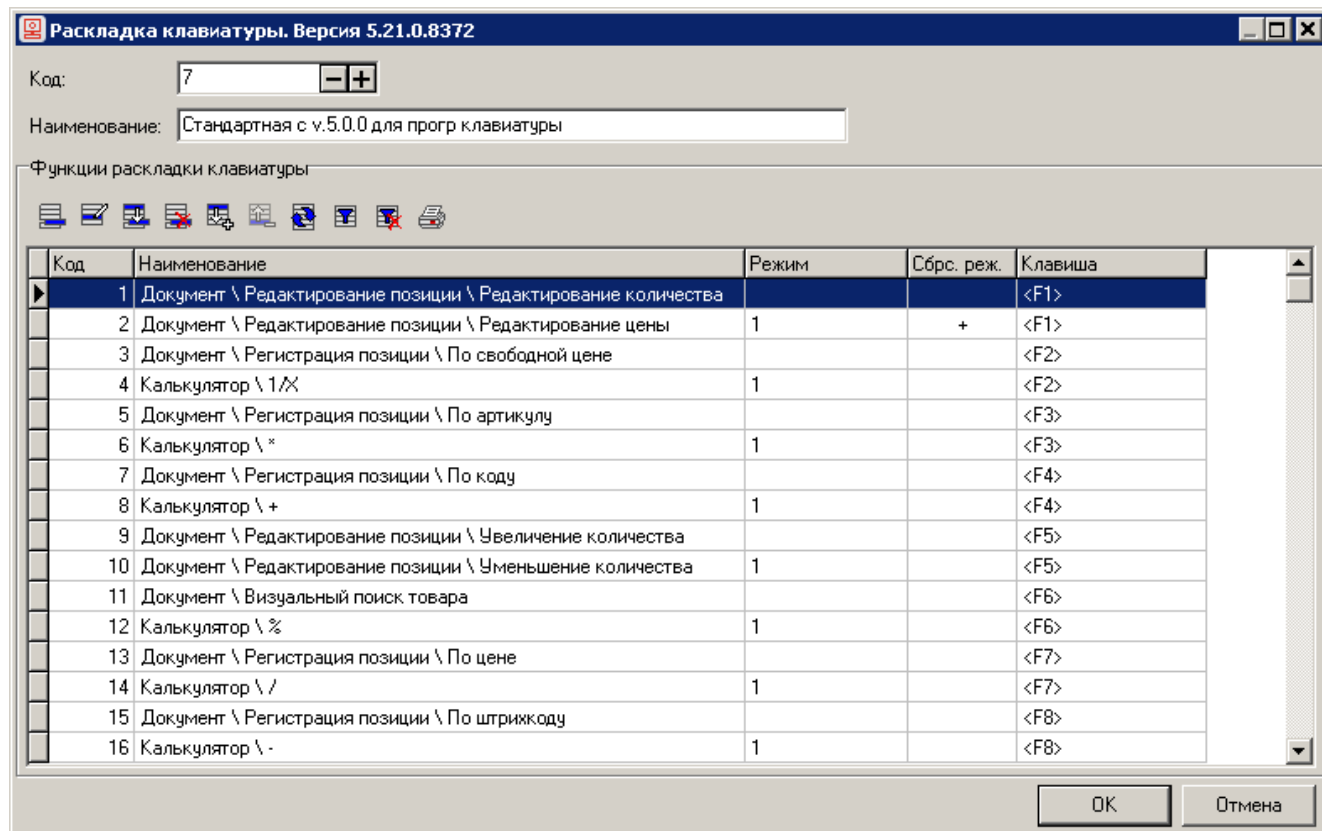 Раскладка клавиатуры. Версия 5.21.0.8372
Код: 7
Наименование: Стандартная с v.5.0.0 для прогр клавиатуры
Функции раскладки клавиатуры
Код Наименование Режим Сбрс. реж. Клавиша
1 Документ \ Редактирование позиции \ Редактирование количества <F1>
2 Документ \ Редактирование позиции \ Редактирование цены 1 + <F1>
3 Документ \ Регистрация позиции \ По свободной цене <F2>
4 Калькулятор \ 1/X 1 <F2>
5 Документ \ Регистрация позиции \ По артикулу <F3>
6 Калькулятор \ * 1 <F3>
7 Документ \ Регистрация позиции \ По коду <F4>
8 Калькулятор \ + 1 <F4>
9 Документ \ Редактирование позиции \ Увеличение количества <F5>
10 Документ \ Редактирование позиции \ Уменьшение количества 1 <F5>
11 Документ \ Визуальный поиск товара <F6>
12 Калькулятор \ % 1 <F6>
13 Документ \ Регистрация позиции \ По цене <F7>
14 Калькулятор \ / 1 <F7>
15 Документ \ Регистрация позиции \ По штрихкоду <F8>
16 Калькулятор \ - 1 <F8>
OK Отмена